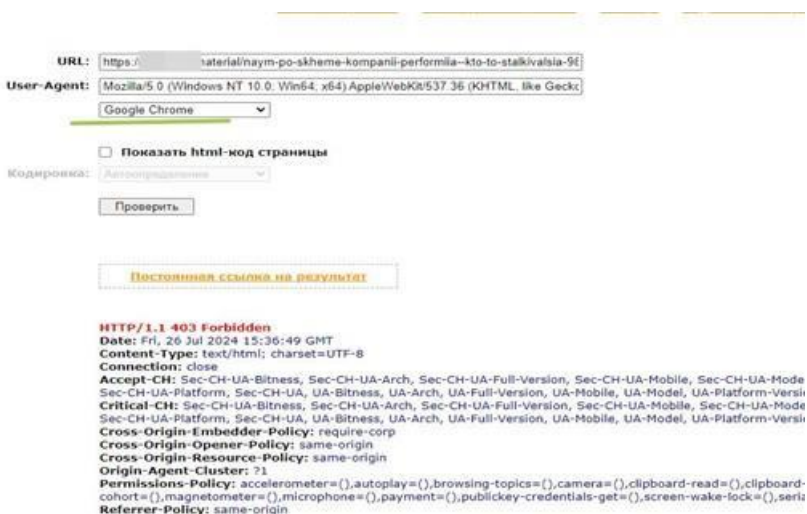 URL: https:/ naterial/naym-po-skheme-kompanii-performiia--kto-to-stalkivalsia-98
User-Agent: Mozilla/5.0 (Windows NT 10.0; Win64; x64) AppleWebKit/537.36 (KHTML, like Gecko
Google Chrome
Показать html-код страницы
Кодировка: Автоопределение
Проверить
Постоянная ссылка на результат
HTTP/1.1 403 Forbidden
Date: Fri, 26 Jul 2024 15:36:49 GMT
Content-Type: text/html; charset=UTF-8
Connection: close
Accept-CH: Sec-CH-UA-Bitness, Sec-CH-UA-Arch, Sec-CH-UA-Full-Version, Sec-CH-UA-Mobile, Sec-CH-UA-Mode
Sec-CH-UA-Platform, Sec-CH-UA, UA-Bitness, UA-Arch, UA-Full-Version, UA-Mobile, UA-Model, UA-Platform-Versi
Critical-CH: Sec-CH-UA-Bitness, Sec-CH-UA-Arch, Sec-CH-UA-Full-Version, Sec-CH-UA-Mobile, Sec-CH-UA-Mode
Sec-CH-UA-Platform, Sec-CH-UA, UA-Bitness, UA-Arch, UA-Full-Version, UA-Mobile, UA-Model, UA-Platform-Versi
Cross-Origin-Embedder-Policy: require-corp
Cross-Origin-Opener-Policy: same-origin
Cross-Origin-Resource-Policy: same-origin
Origin-Agent-Cluster: ?1
Permissions-Policy: accelerometer=(),autoplay=(),browsing-topics=(),camera=(),clipboard-read=(),clipboard-
cohort=(),magnetometer=(),microphone=(),payment=(),publickey-credentials-get=(),screen-wake-lock=(),seria
Referrer-Policy: same-origin